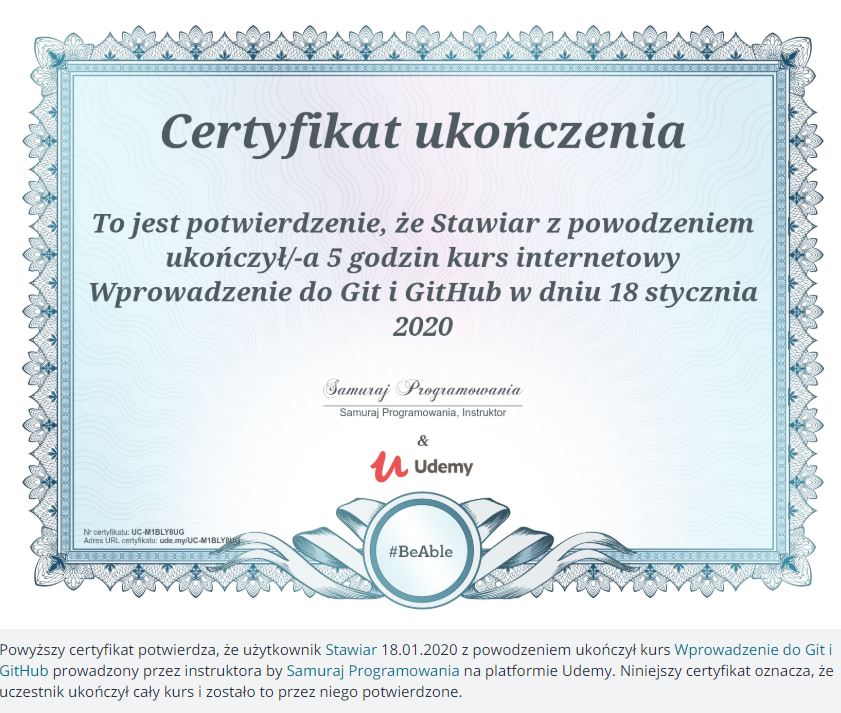 Certyfikat ukończenia
To jest potwierdzenie, że Stawiar z powodzeniem
ukończył/-a 5 godzin kurs internetowy
Wprowadzenie do Git i GitHub w dniu 18 stycznia
2020
Samuraj Programowania
Samuraj Programowania, Instruktor
&
Udemy
Nr certyfikatu: UC-M1BLY8UG
Adres URL certyfikatu: ude.my/UC-M1BLY8UG
#BeAble
Powyższy certyfikat potwierdza, że użytkownik Stawiar 18.01.2020 z powodzeniem ukończył kurs Wprowadzenie do Git i
GitHub prowadzony przez instruktora by Samuraj Programowania na platformie Udemy. Niniejszy certyfikat oznacza, że
uczestnik ukończył cały kurs i zostało to przez niego potwierdzone.